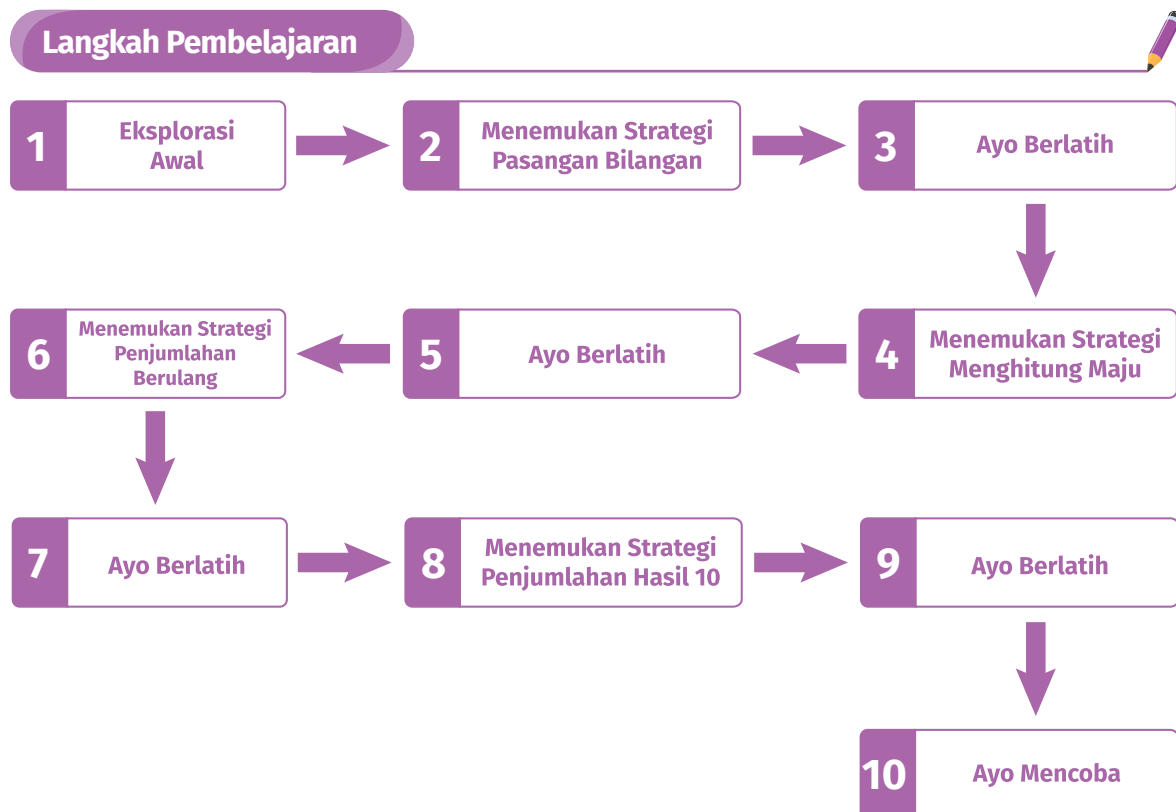 Langkah Pembelajaran
1
Eksplorasi
Awal
2
Menemukan Strategi
Pasangan Bilangan
3
Ayo Berlatih
4
Menemukan Strategi
Menghitung Maju
5
Ayo Berlatih
6
Menemukan Strategi
Penjumlahan
Berulang
7
Ayo Berlatih
8
Menemukan Strategi
Penjumlahan Hasil 10
9
Ayo Berlatih
10
Ayo Mencoba